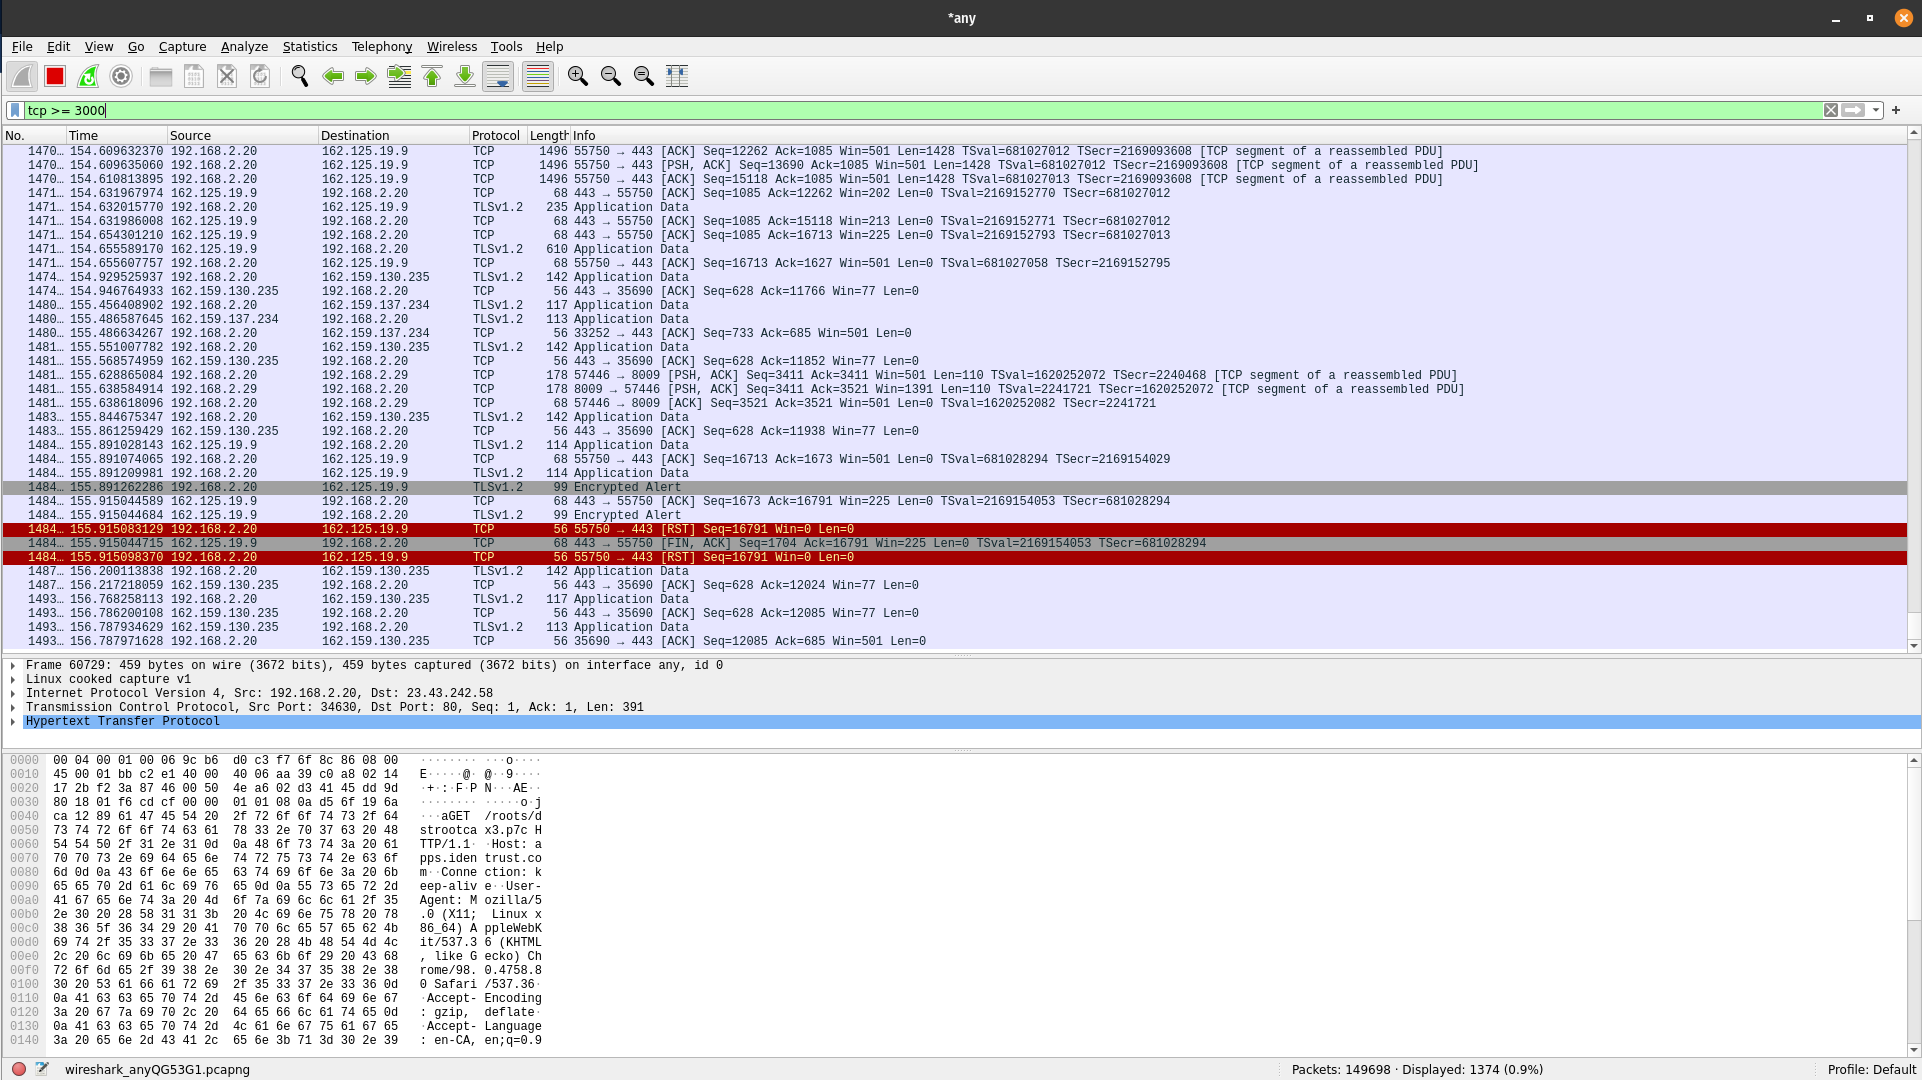 *any
File Edit View Go Capture Analyze Statistics Telephony Wireless Tools Help
tcp >= 3000
No. Time Source Destination Protocol Length Info
1470… 154.609632370 192.168.2.20 162.125.19.9 TCP 1496 55750 → 443 [ACK] Seq=12262 Ack=1085 Win=501 Len=1428 TSval=681027012 TSecr=2169093608 [TCP segment of a reassembled PDU]
1470… 154.609635060 192.168.2.20 162.125.19.9 TCP 1496 55750 → 443 [PSH, ACK] Seq=13690 Ack=1085 Win=501 Len=1428 TSval=681027012 TSecr=2169093608 [TCP segment of a reassembled PDU]
1470… 154.610813895 192.168.2.20 162.125.19.9 TCP 1496 55750 → 443 [ACK] Seq=15118 Ack=1085 Win=501 Len=1428 TSval=681027013 TSecr=2169093608 [TCP segment of a reassembled PDU]
1471… 154.631967974 162.125.19.9 192.168.2.20 TCP 68 443 → 55750 [ACK] Seq=1085 Ack=12262 Win=202 Len=0 TSval=2169152770 TSecr=681027012
1471… 154.632015770 192.168.2.20 162.125.19.9 TLSv1.2 235 Application Data
1471… 154.631986008 162.125.19.9 192.168.2.20 TCP 68 443 → 55750 [ACK] Seq=1085 Ack=15118 Win=213 Len=0 TSval=2169152771 TSecr=681027012
1471… 154.654301210 162.125.19.9 192.168.2.20 TCP 68 443 → 55750 [ACK] Seq=1085 Ack=16713 Win=225 Len=0 TSval=2169152793 TSecr=681027013
1471… 154.655589170 162.125.19.9 192.168.2.20 TLSv1.2 610 Application Data
1471… 154.655607757 192.168.2.20 162.125.19.9 TCP 68 55750 → 443 [ACK] Seq=16713 Ack=1627 Win=501 Len=0 TSval=681027058 TSecr=2169152795
1474… 154.929525937 192.168.2.20 162.159.130.235 TLSv1.2 142 Application Data
1474… 154.946764933 162.159.130.235 192.168.2.20 TCP 56 443 → 35690 [ACK] Seq=628 Ack=11766 Win=77 Len=0
1480… 155.456408902 192.168.2.20 162.159.137.234 TLSv1.2 117 Application Data
1480… 155.486587645 162.159.137.234 192.168.2.20 TLSv1.2 113 Application Data
1480… 155.486634267 192.168.2.20 162.159.137.234 TCP 56 33252 → 443 [ACK] Seq=733 Ack=685 Win=501 Len=0
1481… 155.551007782 192.168.2.20 162.159.130.235 TLSv1.2 142 Application Data
1481… 155.568574959 162.159.130.235 192.168.2.20 TCP 56 443 → 35690 [ACK] Seq=628 Ack=11852 Win=77 Len=0
1481… 155.628865084 192.168.2.20 192.168.2.29 TCP 178 57446 → 8009 [PSH, ACK] Seq=3411 Ack=3411 Win=501 Len=110 TSval=1620252072 TSecr=2240468 [TCP segment of a reassembled PDU]
1481… 155.638584914 192.168.2.29 192.168.2.20 TCP 178 8009 → 57446 [PSH, ACK] Seq=3411 Ack=3521 Win=1391 Len=110 TSval=2241721 TSecr=1620252072 [TCP segment of a reassembled PDU]
1481… 155.638618096 192.168.2.20 192.168.2.29 TCP 68 57446 → 8009 [ACK] Seq=3521 Ack=3521 Win=501 Len=0 TSval=1620252082 TSecr=2241721
1483… 155.844675347 192.168.2.20 162.159.130.235 TLSv1.2 142 Application Data
1483… 155.861259429 162.159.130.235 192.168.2.20 TCP 56 443 → 35690 [ACK] Seq=628 Ack=11938 Win=77 Len=0
1484… 155.891028143 162.125.19.9 192.168.2.20 TLSv1.2 114 Application Data
1484… 155.891074065 192.168.2.20 162.125.19.9 TCP 68 55750 → 443 [ACK] Seq=16713 Ack=1673 Win=501 Len=0 TSval=681028294 TSecr=2169154029
1484… 155.891209981 192.168.2.20 162.125.19.9 TLSv1.2 114 Application Data
1484… 155.891262286 192.168.2.20 162.125.19.9 TLSv1.2 99 Encrypted Alert
1484… 155.915044589 162.125.19.9 192.168.2.20 TCP 68 443 → 55750 [ACK] Seq=1673 Ack=16791 Win=225 Len=0 TSval=2169154053 TSecr=681028294
1484… 155.915044684 162.125.19.9 192.168.2.20 TLSv1.2 99 Encrypted Alert
1484… 155.915083129 192.168.2.20 162.125.19.9 TCP 56 55750 → 443 [RST] Seq=16791 Win=0 Len=0
1484… 155.915044715 162.125.19.9 192.168.2.20 TCP 68 443 → 55750 [FIN, ACK] Seq=1704 Ack=16791 Win=225 Len=0 TSval=2169154053 TSecr=681028294
1484… 155.915098370 192.168.2.20 162.125.19.9 TCP 56 55750 → 443 [RST] Seq=16791 Win=0 Len=0
1487… 156.200113838 192.168.2.20 162.159.130.235 TLSv1.2 142 Application Data
1487… 156.217218059 162.159.130.235 192.168.2.20 TCP 56 443 → 35690 [ACK] Seq=628 Ack=12024 Win=77 Len=0
1493… 156.768258113 192.168.2.20 162.159.130.235 TLSv1.2 117 Application Data
1493… 156.786200108 162.159.130.235 192.168.2.20 TCP 56 443 → 35690 [ACK] Seq=628 Ack=12085 Win=77 Len=0
1493… 156.787934629 162.159.130.235 192.168.2.20 TLSv1.2 113 Application Data
1493… 156.787971628 192.168.2.20 162.159.130.235 TCP 56 35690 → 443 [ACK] Seq=12085 Ack=685 Win=501 Len=0
Frame 60729: 459 bytes on wire (3672 bits), 459 bytes captured (3672 bits) on interface any, id 0
Linux cooked capture v1
Internet Protocol Version 4, Src: 192.168.2.20, Dst: 23.43.242.58
Transmission Control Protocol, Src Port: 34630, Dst Port: 80, Seq: 1, Ack: 1, Len: 391
Hypertext Transfer Protocol
0000 00 04 00 01 00 06 9c b6 d0 c3 f7 6f 8c 86 08 00 ········ ···o····
0010 45 00 01 bb c2 e1 40 00 40 06 aa 39 c0 a8 02 14 E·····@· @··9····
0020 17 2b f2 3a 87 46 00 50 4e a6 02 d3 41 45 dd 9d ·+·:·F·P N···AE··
0030 80 18 01 f6 cd cf 00 00 01 01 08 0a d5 6f 19 6a ········ ·····o·j
0040 ca 12 89 61 47 45 54 20 2f 72 6f 6f 74 73 2f 64 ···aGET /roots/d
0050 73 74 72 6f 6f 74 63 61 78 33 2e 70 37 63 20 48 strootca x3.p7c H
0060 54 54 50 2f 31 2e 31 0d 0a 48 6f 73 74 3a 20 61 TTP/1.1· ·Host: a
0070 70 70 73 2e 69 64 65 6e 74 72 75 73 74 2e 63 6f pps.iden trust.co
0080 6d 0d 0a 43 6f 6e 6e 65 63 74 69 6f 6e 3a 20 6b m··Conne ction: k
0090 65 65 70 2d 61 6c 69 76 65 0d 0a 55 73 65 72 2d eep-aliv e··User-
00a0 41 67 65 6e 74 3a 20 4d 6f 7a 69 6c 6c 61 2f 35 Agent: M ozilla/5
00b0 2e 30 20 28 58 31 31 3b 20 4c 69 6e 75 78 20 78 .0 (X11; Linux x
00c0 38 36 5f 36 34 29 20 41 70 70 6c 65 57 65 62 4b 86_64) A ppleWebK
00d0 69 74 2f 35 33 37 2e 33 36 20 28 4b 48 54 4d 4c it/537.3 6 (KHTML
00e0 2c 20 6c 69 6b 65 20 47 65 63 6b 6f 29 20 43 68 , like G ecko) Ch
00f0 72 6f 6d 65 2f 39 38 2e 30 2e 34 37 35 38 2e 38 rome/98. 0.4758.8
0100 30 20 53 61 66 61 72 69 2f 35 33 37 2e 33 36 0d 0 Safari /537.36·
0110 0a 41 63 63 65 70 74 2d 45 6e 63 6f 64 69 6e 67 ·Accept- Encoding
0120 3a 20 67 7a 69 70 2c 20 64 65 66 6c 61 74 65 0d : gzip, deflate·
0130 0a 41 63 63 65 70 74 2d 4c 61 6e 67 75 61 67 65 ·Accept- Language
0140 3a 20 65 6e 2d 43 41 2c 65 6e 3b 71 3d 30 2e 39 : en-CA, en;q=0.9
wireshark_anyQG53G1.pcapng Packets: 149698 · Displayed: 1374 (0.9%) Profile: Default